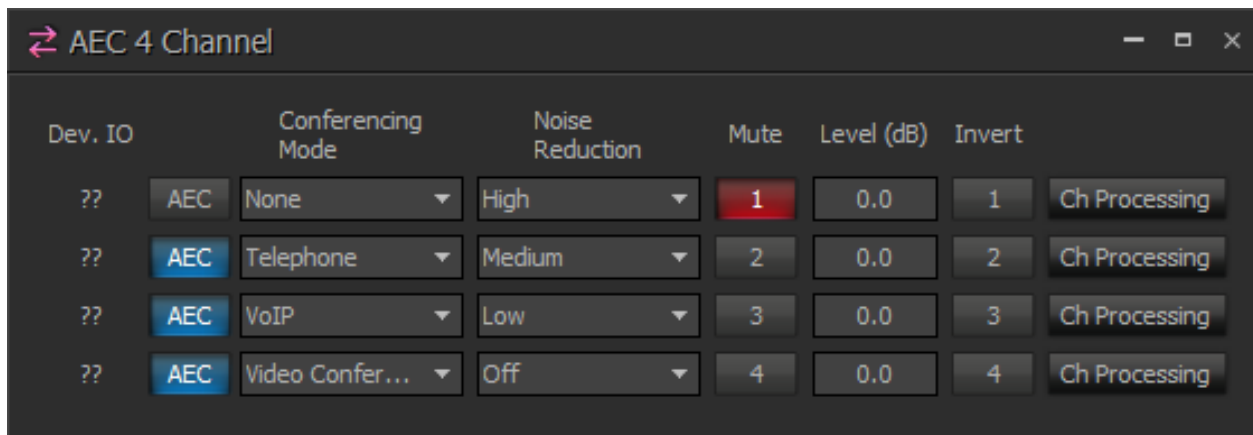 AEC 4 Channel
Dev. IO Conferencing Mode Noise Reduction Mute Level (dB) Invert
?? AEC None High 1 0.0 1 Ch Processing
?? AEC Telephone Medium 2 0.0 2 Ch Processing
?? AEC VoIP Low 3 0.0 3 Ch Processing
?? AEC Video Confer... Off 4 0.0 4 Ch Processing